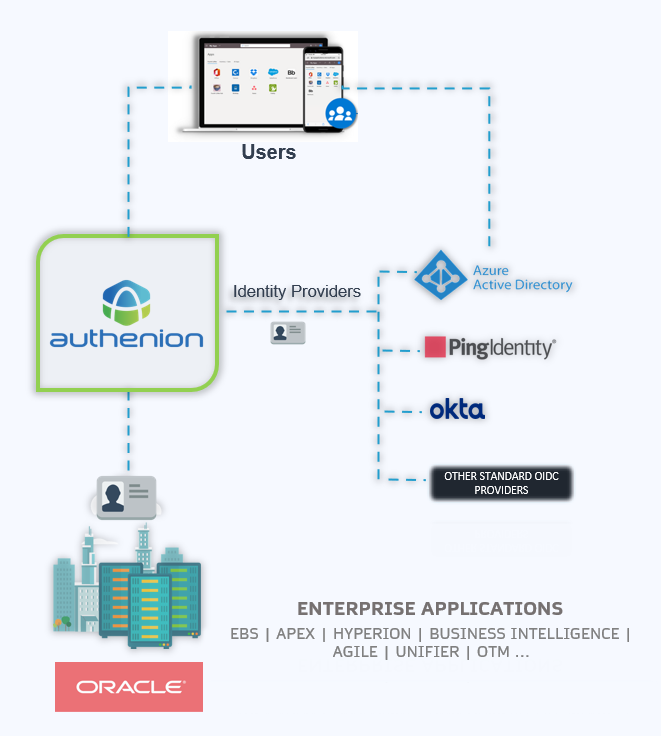 Bb
Users
Identity Providers
authenion
Azure
Active Directory
PingIdentity®
okta
OTHER STANDARD OIDC
PROVIDERS
ENTERPRISE APPLICATIONS
EBS | APEX | HYPERION | BUSINESS INTELLIGENCE |
AGILE | UNIFIER | OTM ...
ORACLE®